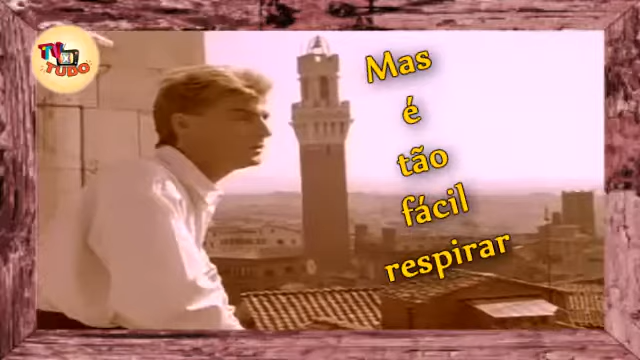 TV
TUDO
Mas
é
tão
fácil
respirar